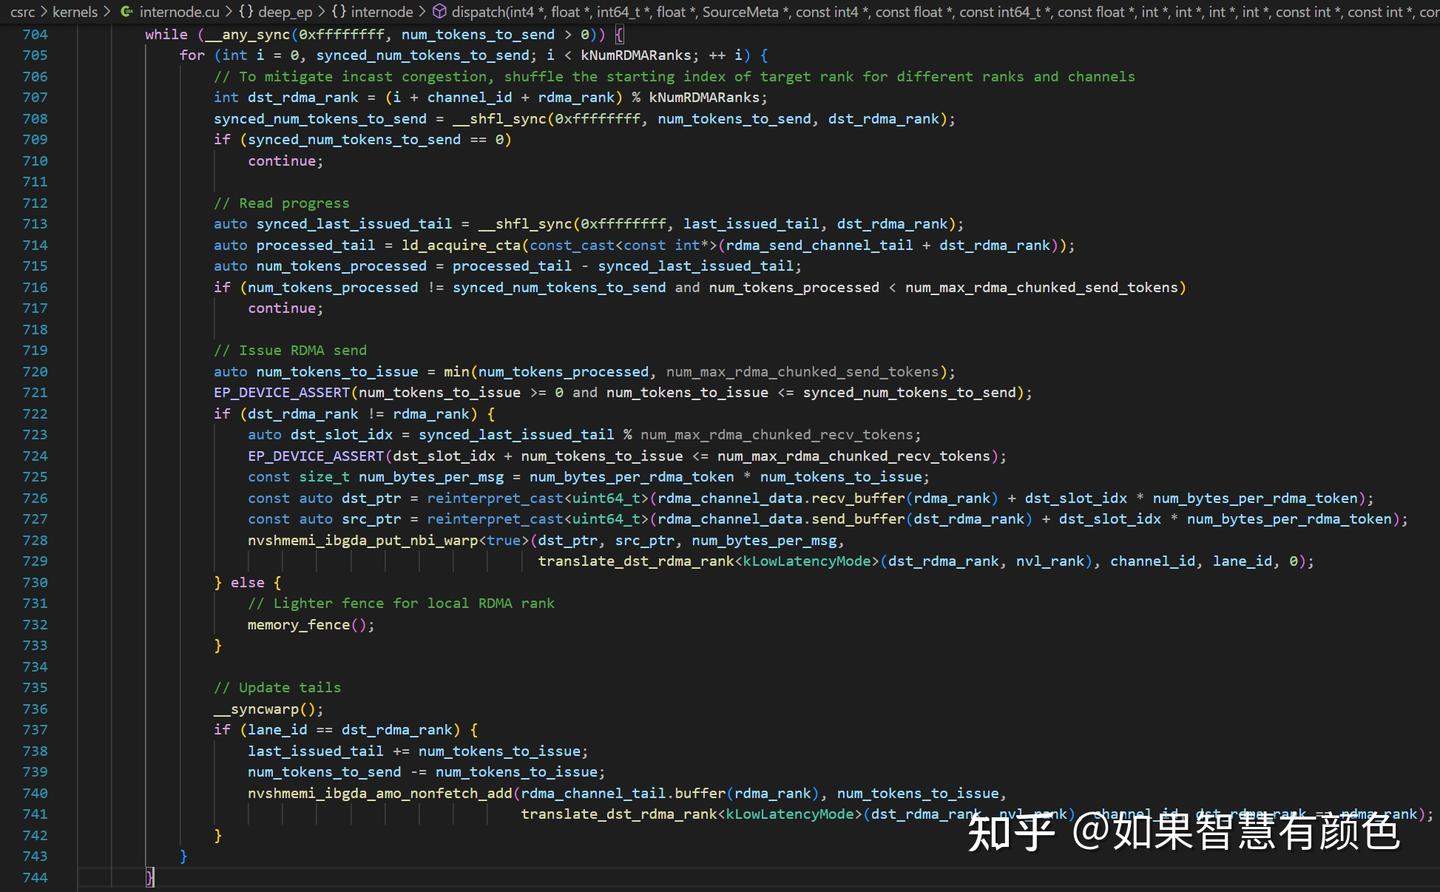 csrc > kernels > internode.cu > {} deep_ep > {} internode > dispatch(int4 *, float *, int64_t *, float *, SourceMeta *, const int4 *, const float *, const int64_t *, const float *, int *, int *, int *, int *, const int *, const int *, cor
704 while (__any_sync(0xffffffff, num_tokens_to_send > 0)) {
705 for (int i = 0, synced_num_tokens_to_send; i < kNumRDMARanks; ++ i) {
706 // To mitigate incast congestion, shuffle the starting index of target rank for different ranks and channels
707 int dst_rdma_rank = (i + channel_id + rdma_rank) % kNumRDMARanks;
708 synced_num_tokens_to_send = __shfl_sync(0xffffffff, num_tokens_to_send, dst_rdma_rank);
709 if (synced_num_tokens_to_send == 0)
710 continue;
711
712 // Read progress
713 auto synced_last_issued_tail = __shfl_sync(0xffffffff, last_issued_tail, dst_rdma_rank);
714 auto processed_tail = ld_acquire_cta(const_cast<const int*>(rdma_send_channel_tail + dst_rdma_rank));
715 auto num_tokens_processed = processed_tail - synced_last_issued_tail;
716 if (num_tokens_processed != synced_num_tokens_to_send and num_tokens_processed < num_max_rdma_chunked_send_tokens)
717 continue;
718
719 // Issue RDMA send
720 auto num_tokens_to_issue = min(num_tokens_processed, num_max_rdma_chunked_send_tokens);
721 EP_DEVICE_ASSERT(num_tokens_to_issue >= 0 and num_tokens_to_issue <= synced_num_tokens_to_send);
722 if (dst_rdma_rank != rdma_rank) {
723 auto dst_slot_idx = synced_last_issued_tail % num_max_rdma_chunked_recv_tokens;
724 EP_DEVICE_ASSERT(dst_slot_idx + num_tokens_to_issue <= num_max_rdma_chunked_recv_tokens);
725 const size_t num_bytes_per_msg = num_bytes_per_rdma_token * num_tokens_to_issue;
726 const auto dst_ptr = reinterpret_cast<uint64_t>(rdma_channel_data.recv_buffer(rdma_rank) + dst_slot_idx * num_bytes_per_rdma_token);
727 const auto src_ptr = reinterpret_cast<uint64_t>(rdma_channel_data.send_buffer(dst_rdma_rank) + dst_slot_idx * num_bytes_per_rdma_token);
728 nvshmemi_ibgda_put_nbi_warp<true>(dst_ptr, src_ptr, num_bytes_per_msg,
729 translate_dst_rdma_rank<kLowLatencyMode>(dst_rdma_rank, nvl_rank), channel_id, lane_id, 0);
730 } else {
731 // Lighter fence for local RDMA rank
732 memory_fence();
733 }
734
735 // Update tails
736 __syncwarp();
737 if (lane_id == dst_rdma_rank) {
738 last_issued_tail += num_tokens_to_issue;
739 num_tokens_to_send -= num_tokens_to_issue;
740 nvshmemi_ibgda_amo_nonfetch_add(rdma_channel_tail.buffer(rdma_rank), num_tokens_to_issue,
741 translate_dst_rdma_rank<kLowLatencyMode>(dst_rdma_rank, nvl_rank), channel_id, dst_rdma_rank == rdma_rank);
742 }
743 }
744 }
知乎 @如果智慧有颜色